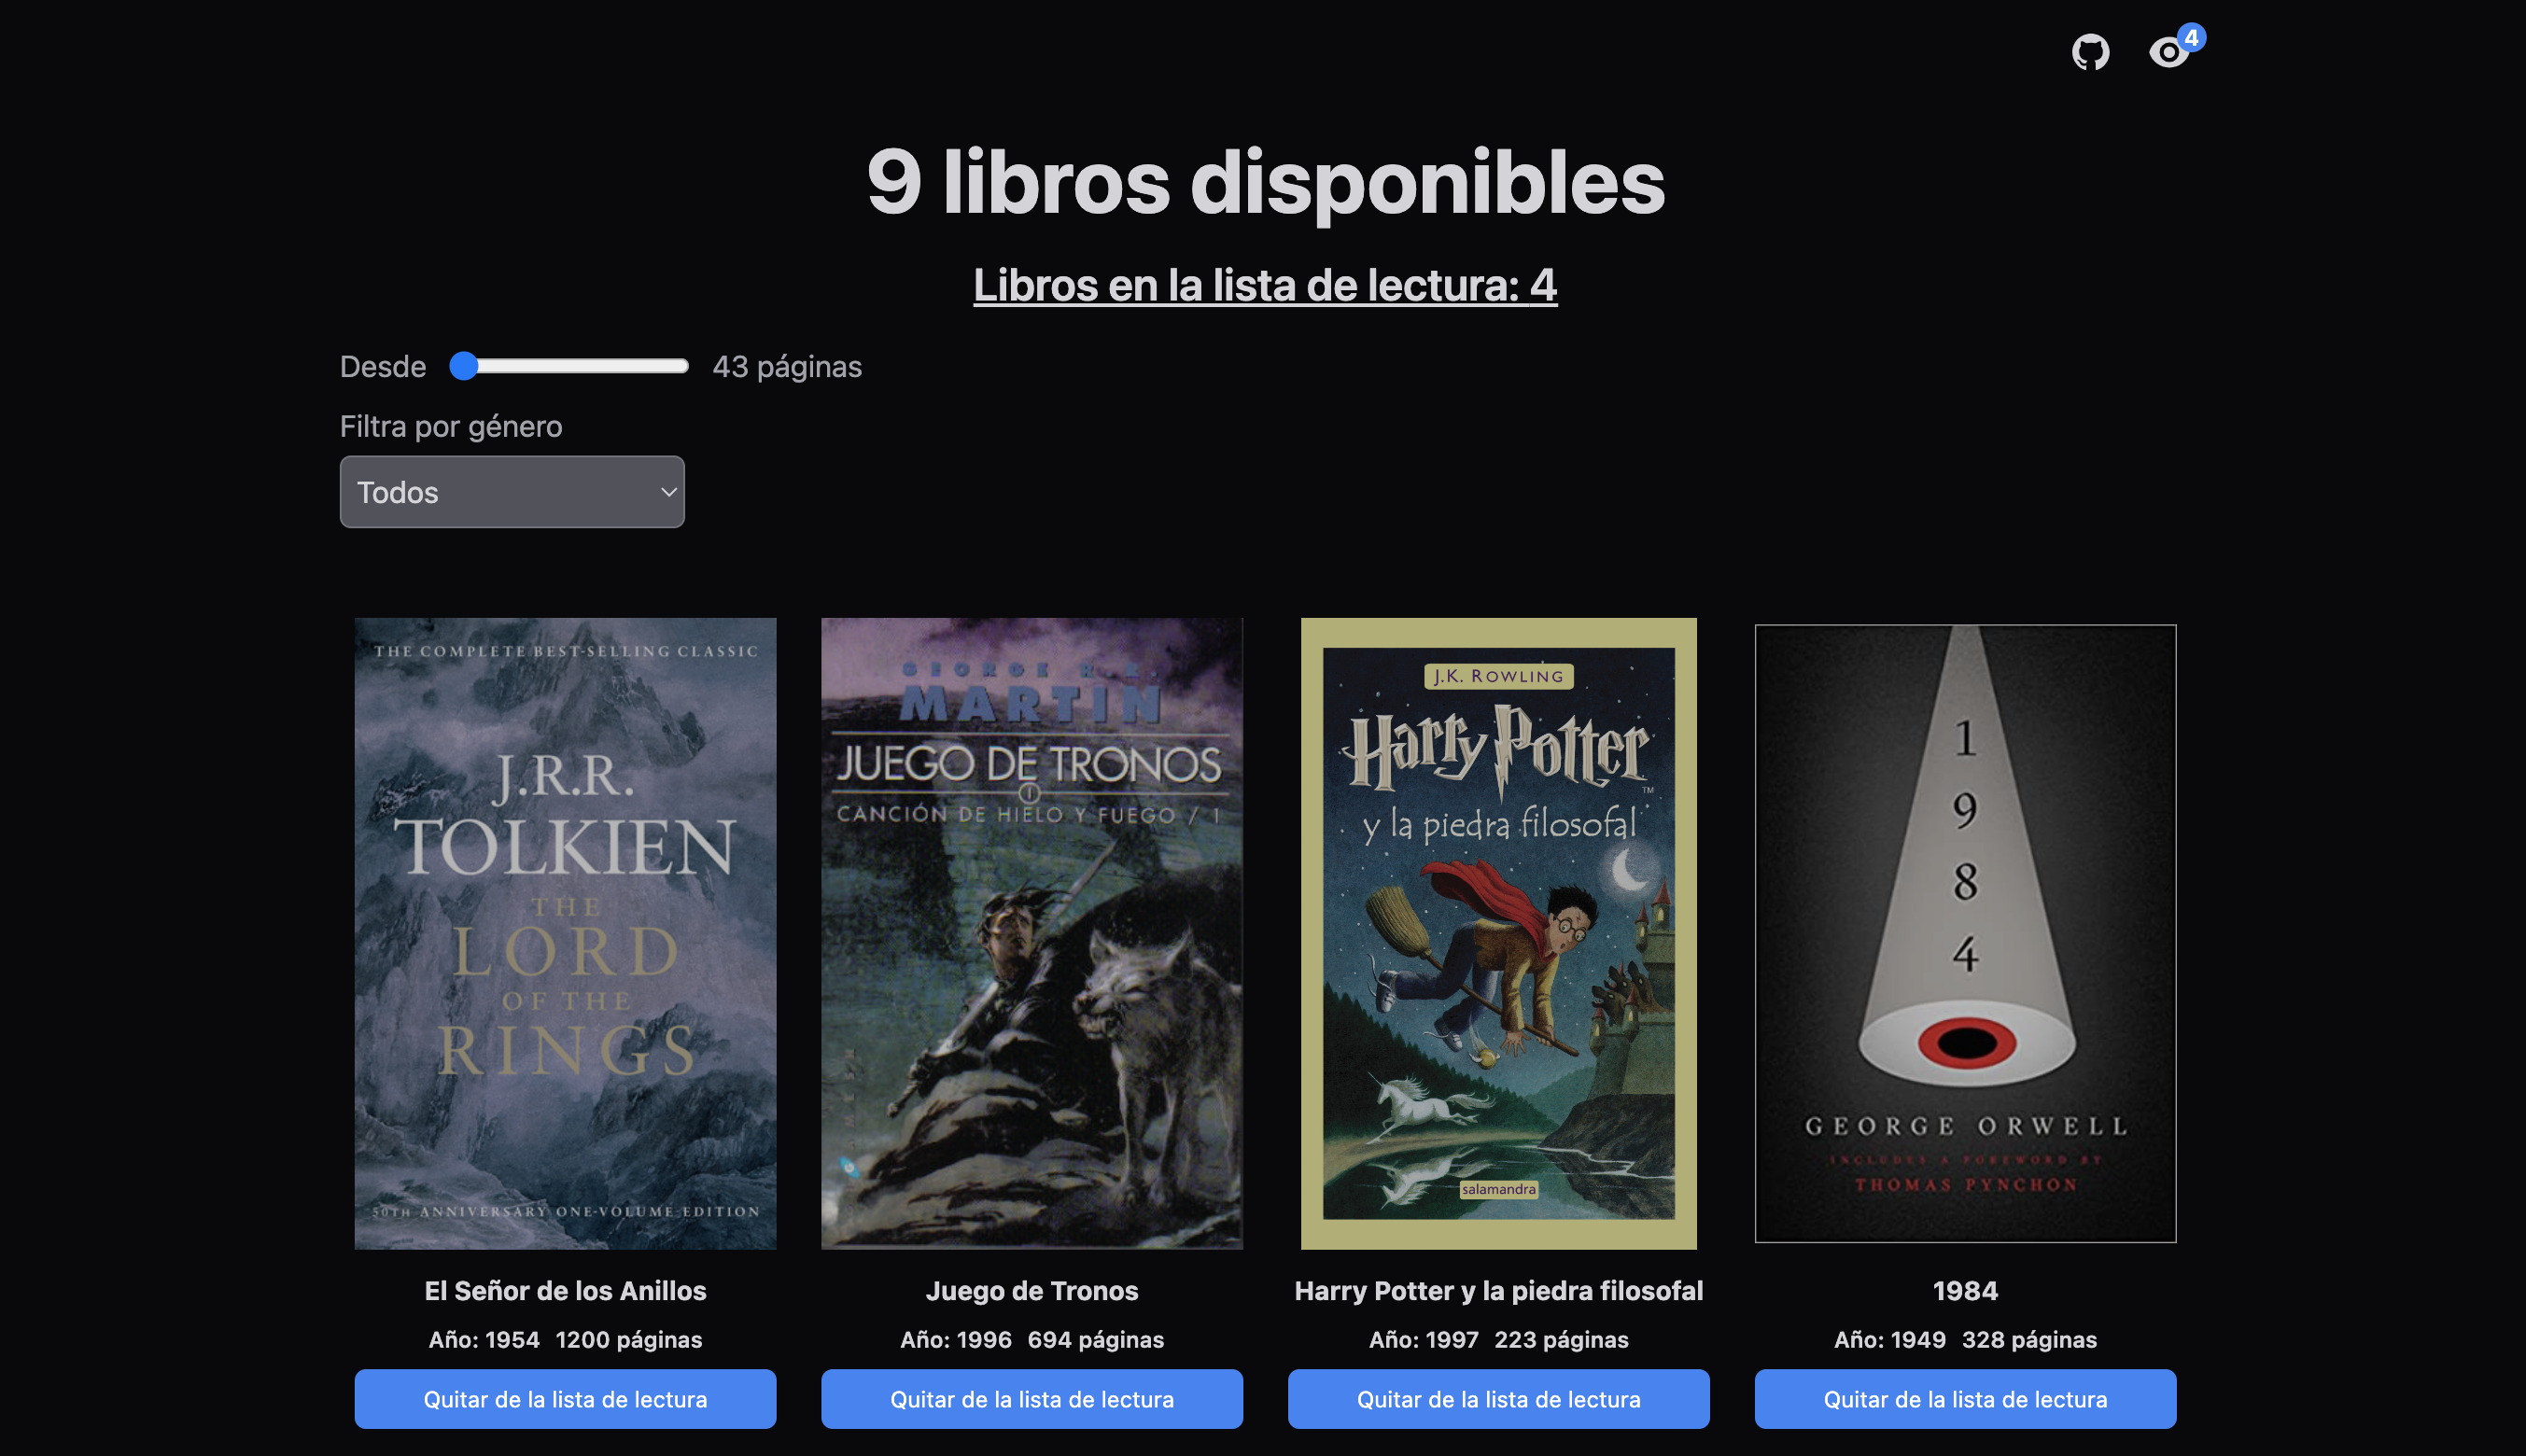 4
9 libros disponibles
Libros en la lista de lectura: 4
Desde 43 páginas
Filtra por género
Todos
THE COMPLETE BEST-SELLING CLASSIC
J.R.R.
TOLKIEN
THE
LORD
OF THE
RINGS
50TH ANNIVERSARY ONE-VOLUME EDITION
El Señor de los Anillos
Año: 1954 1200 páginas
Quitar de la lista de lectura
GEORGE R.R.
MARTIN
JUEGO DE TRONOS
CANCIÓN DE HIELO Y FUEGO / 1
Juego de Tronos
Año: 1996 694 páginas
Quitar de la lista de lectura
J.K. ROWLING
Harry Potter
TM
y la piedra filosofal
salamandra
Harry Potter y la piedra filosofal
Año: 1997 223 páginas
Quitar de la lista de lectura
1
9
8
4
GEORGE ORWELL
INCLUDES A FOREWORD BY
THOMAS PYNCHON
1984
Año: 1949 328 páginas
Quitar de la lista de lectura